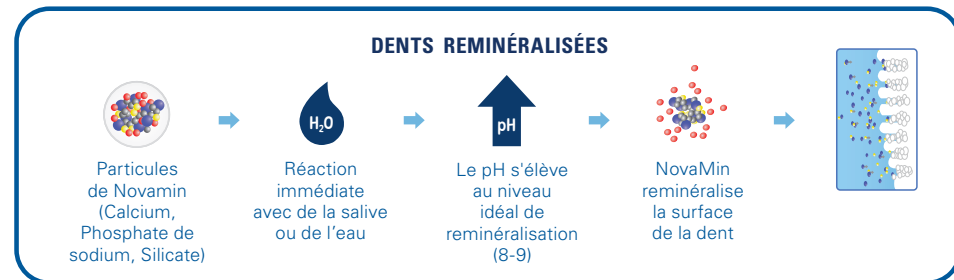 DENTS REMINÉRALISÉES
H₂O
pH
Particules
de Novamin
(Calcium,
Phosphate de
sodium, Silicate)
Réaction
immédiate
avec de la salive
ou de l’eau
Le pH s'élève
au niveau
idéal de
reminéralisation
(8-9)
NovaMin
reminéralise
la surface
de la dent